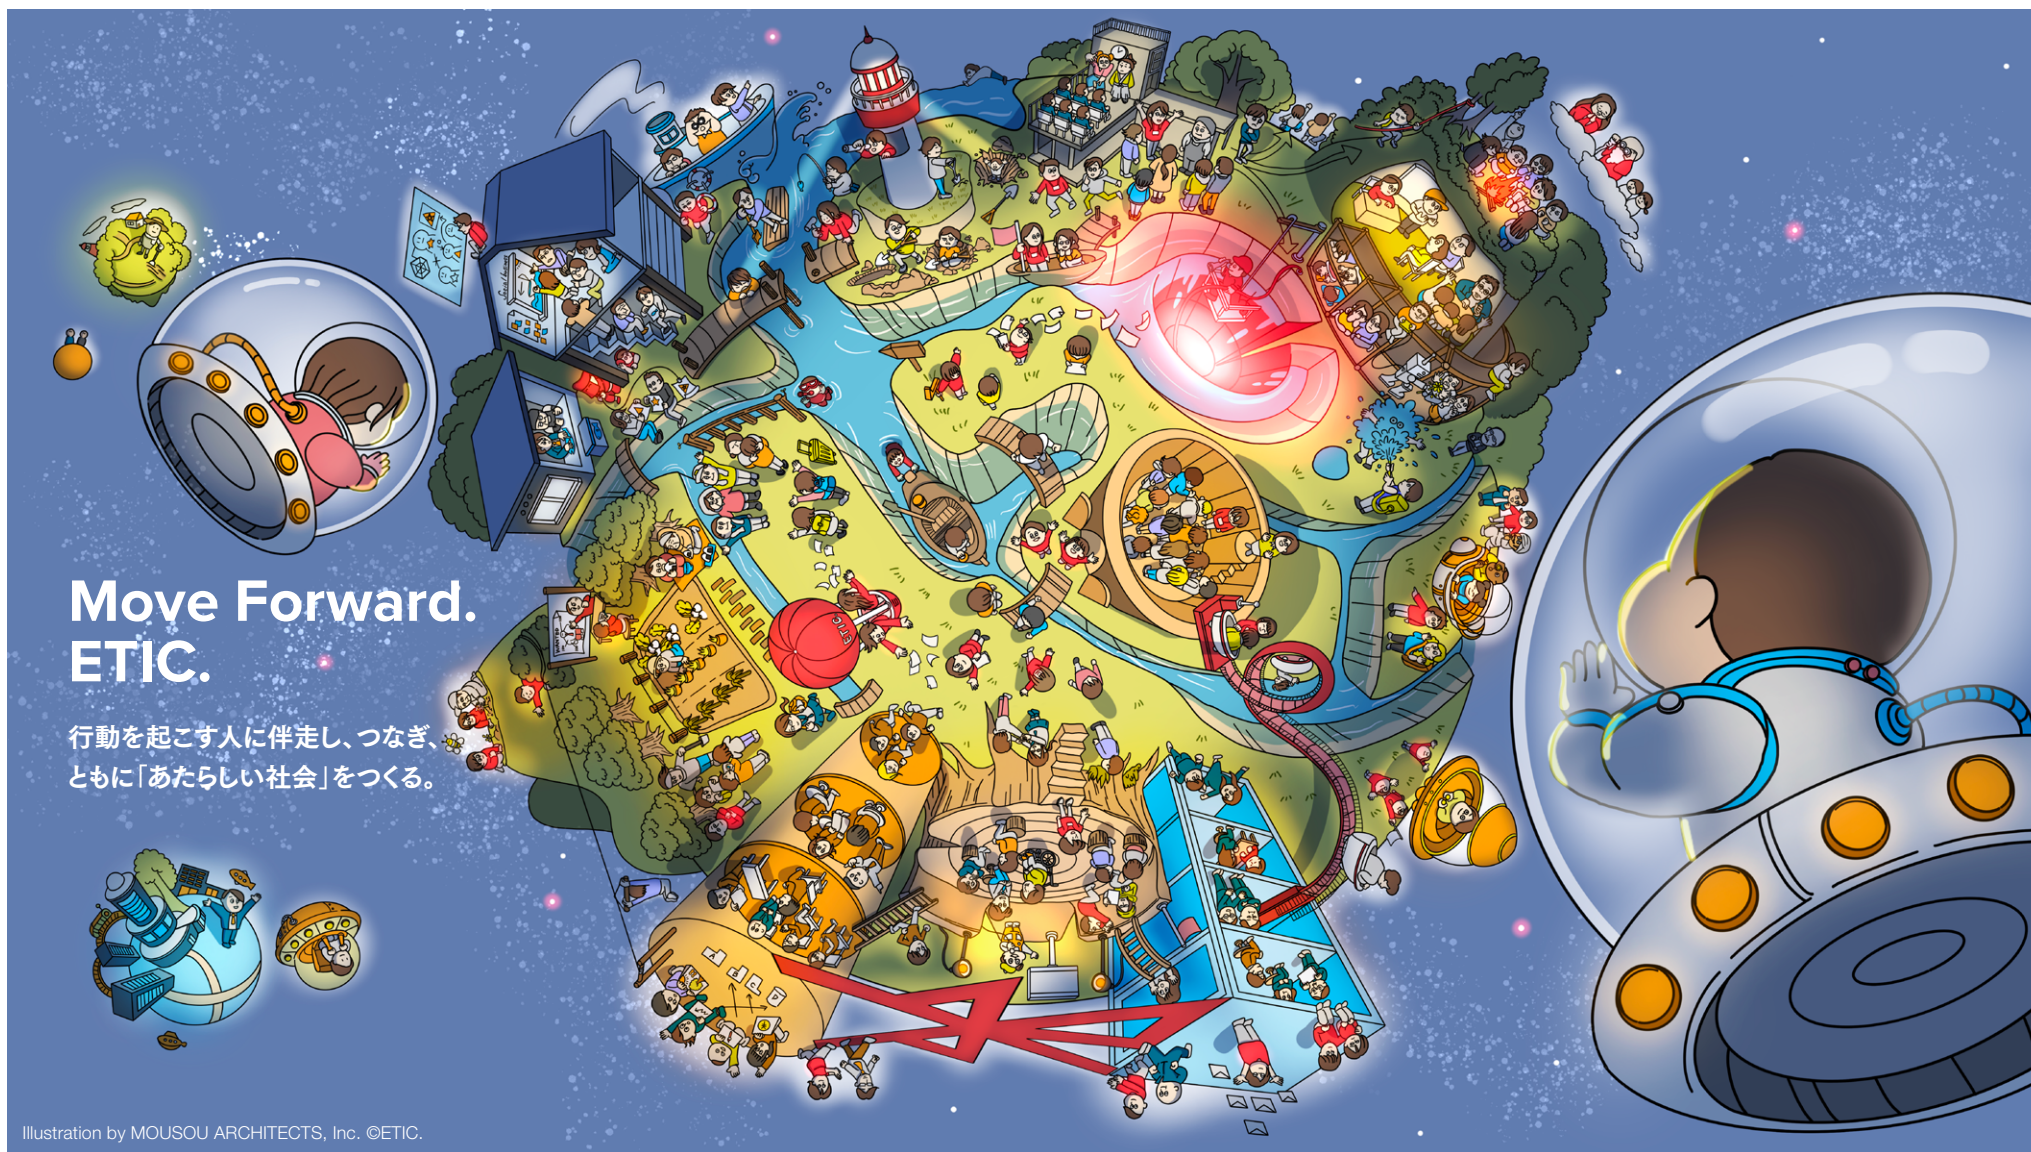 Move Forward.
ETIC.
行動を起こす人に伴走し、つなぎ、
ともに「あたらしい社会」をつくる。
ETIC
Illustration by MOUSOU ARCHITECTS, Inc. ©ETIC.